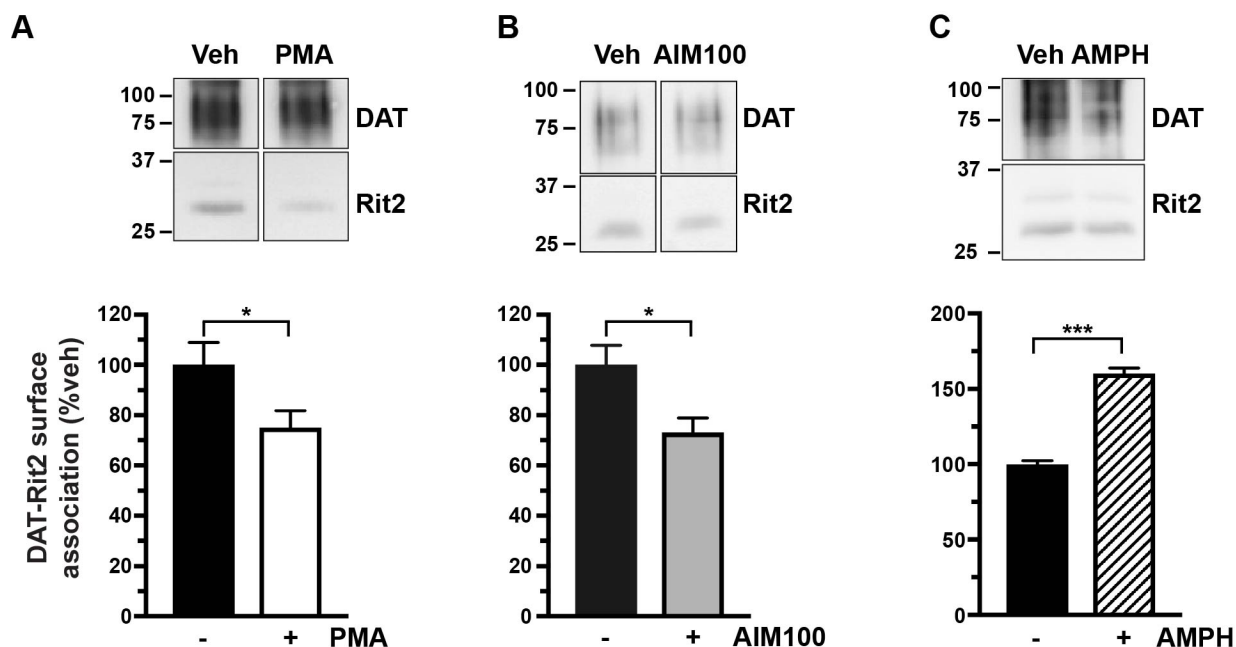 A
Veh PMA
100
75
DAT
37
25
Rit2
B
Veh AIM100
100
75
DAT
37
25
Rit2
C
Veh AMPH
100
75
DAT
37
25
Rit2
DAT-Rit2 surface
association (%veh)
120
100
80
60
40
20
0
*
- + PMA
120
100
80
60
40
20
0
*
- + AIM100
200
150
100
50
0
***
- + AMPH